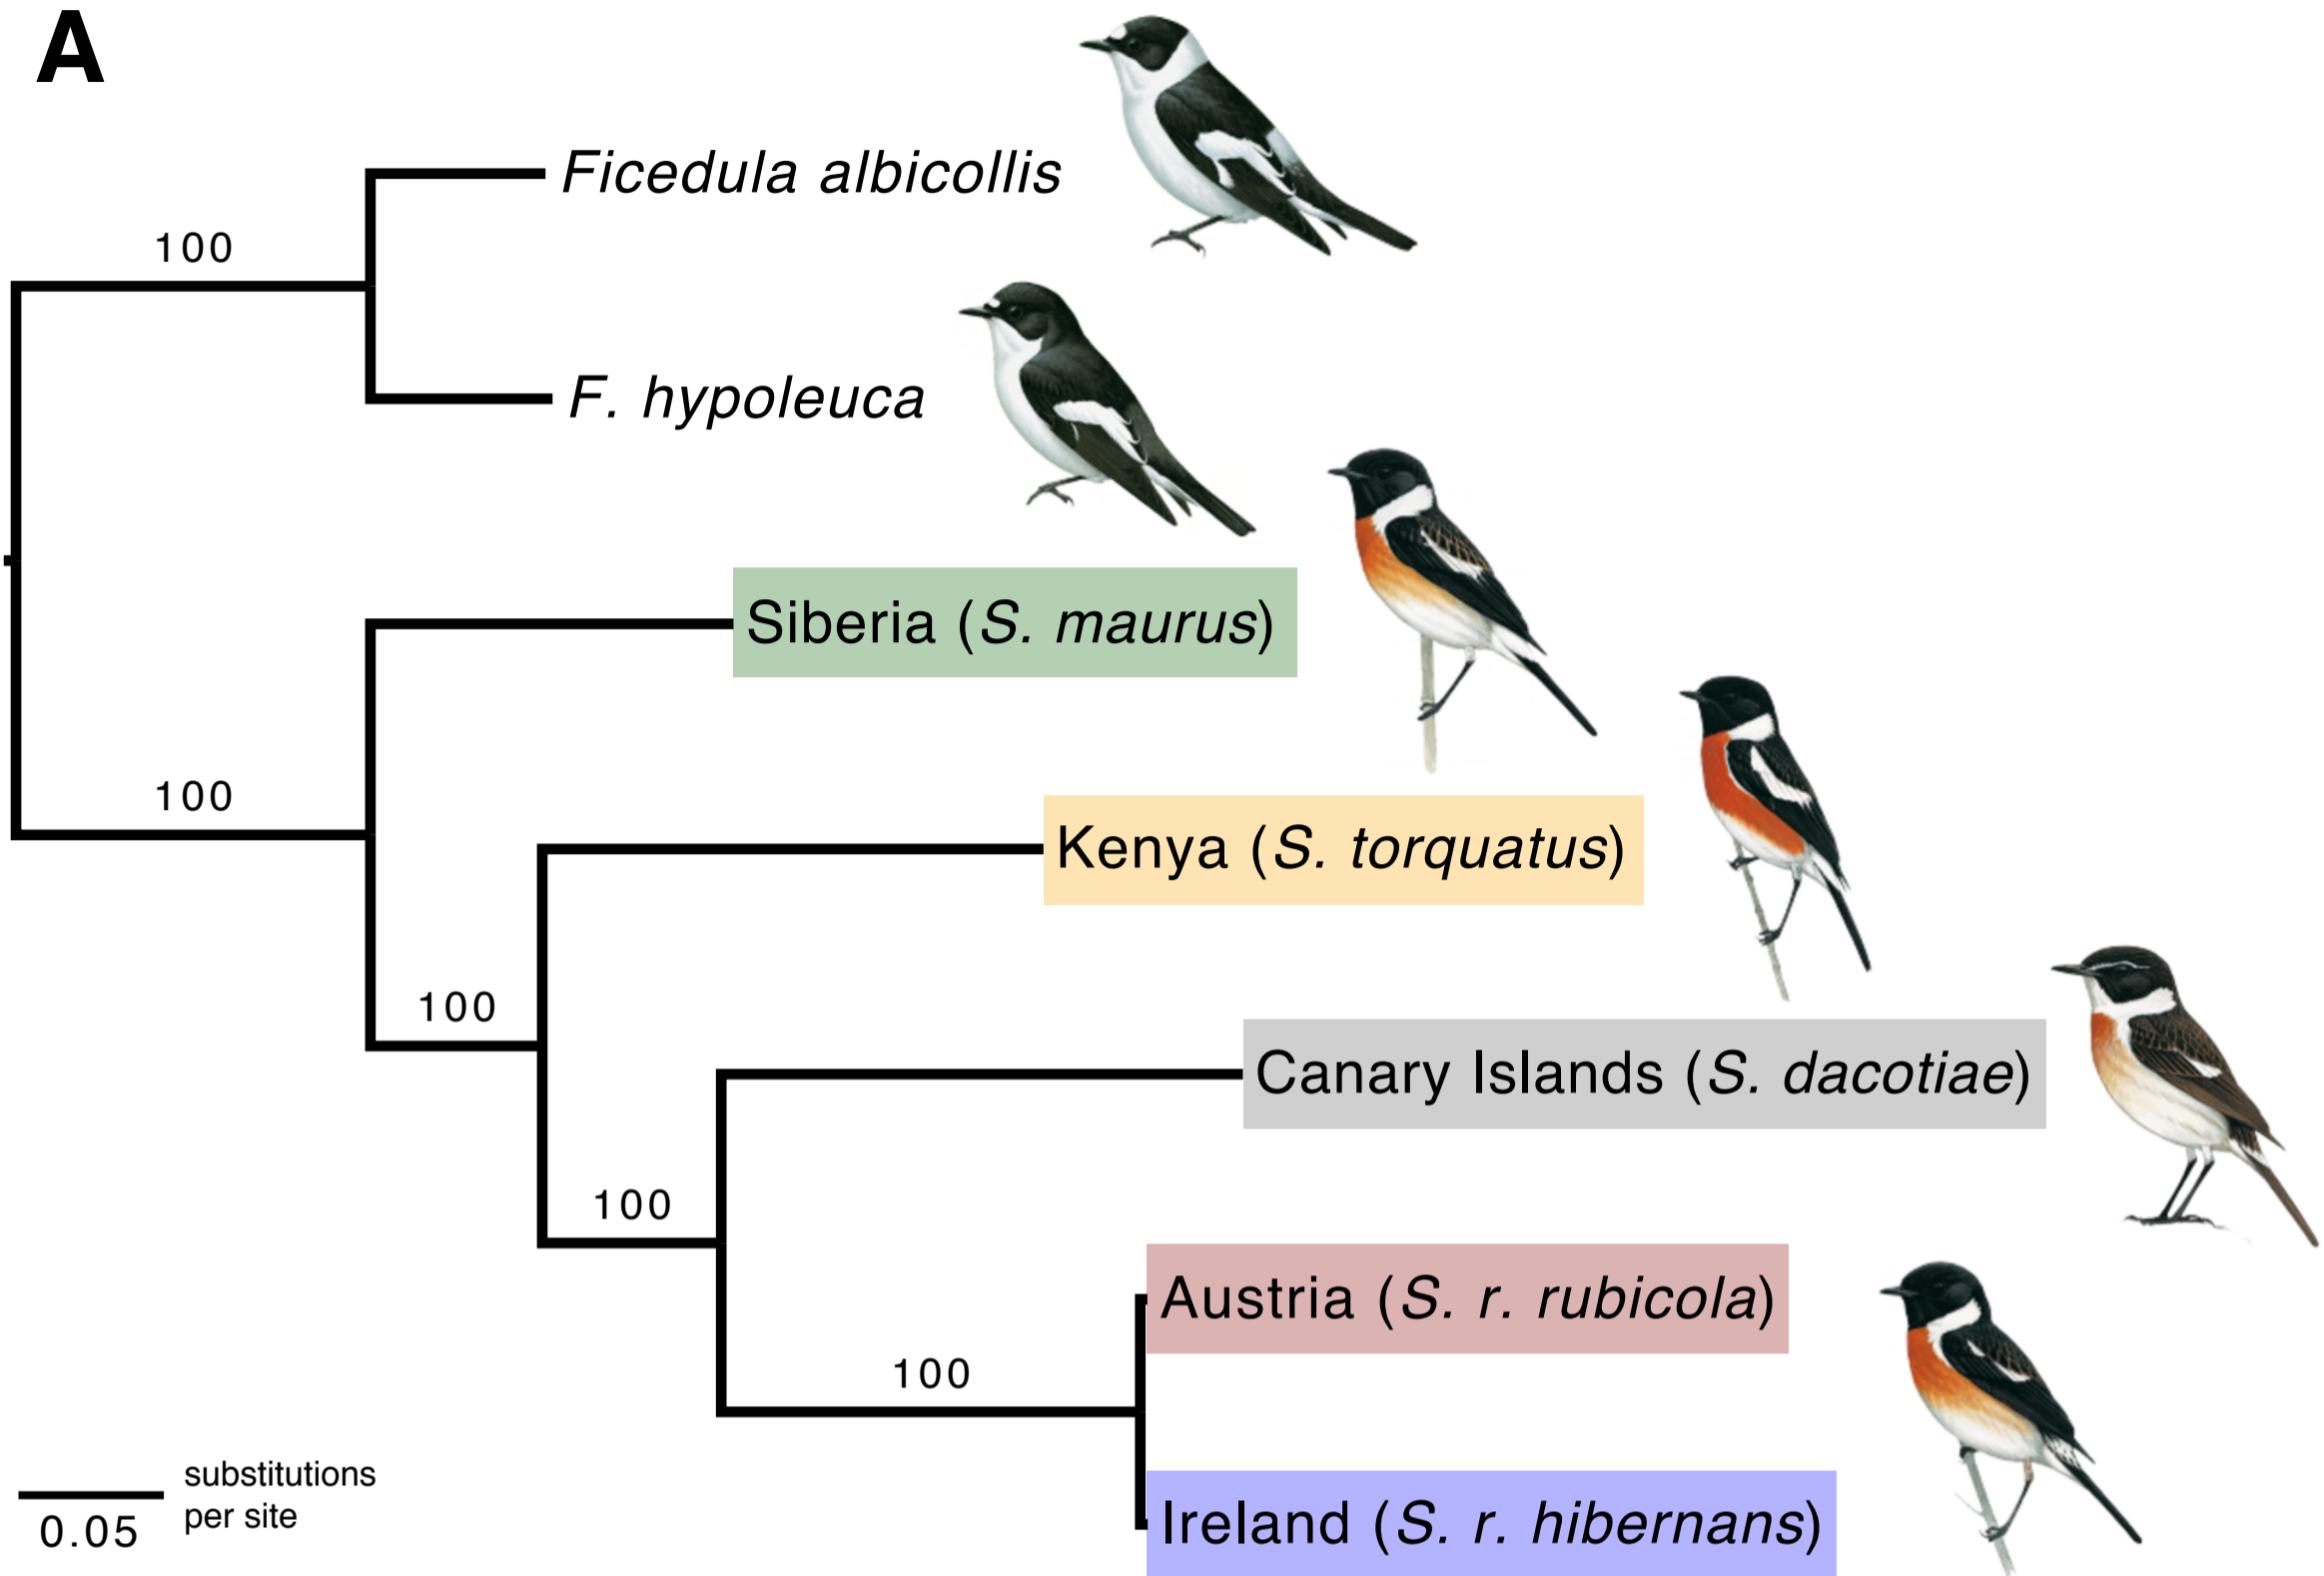 A
Ficedula albicollis
100
F. hypoleuca
Siberia (S. maurus)
100
Kenya (S. torquatus)
100
Canary Islands (S. dacotiae)
100
Austria (S. r. rubicola)
100
Ireland (S. r. hibernans)
substitutions
per site
0.05